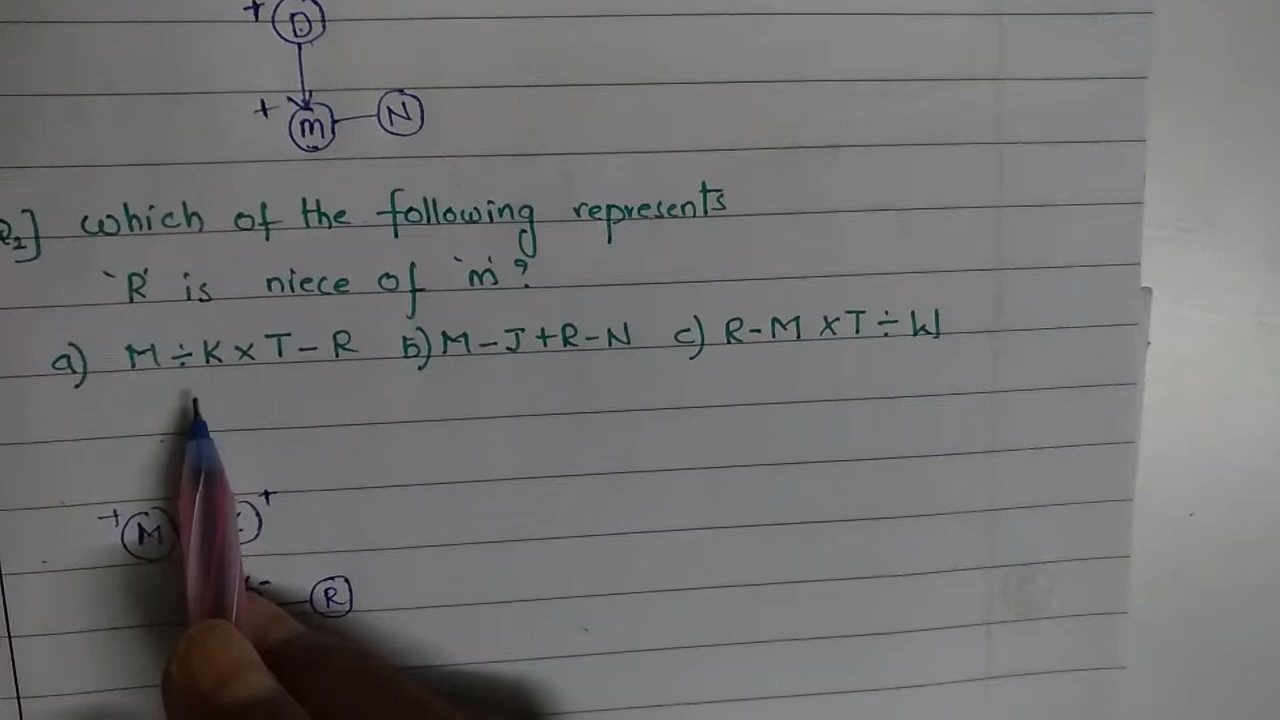 + D
+ m N
Q2] which of the following represents
'R' is niece of 'm'?
a) M ÷ K × T - R b) M - J + R - N c) R - M × T ÷ W
+ M +
- R